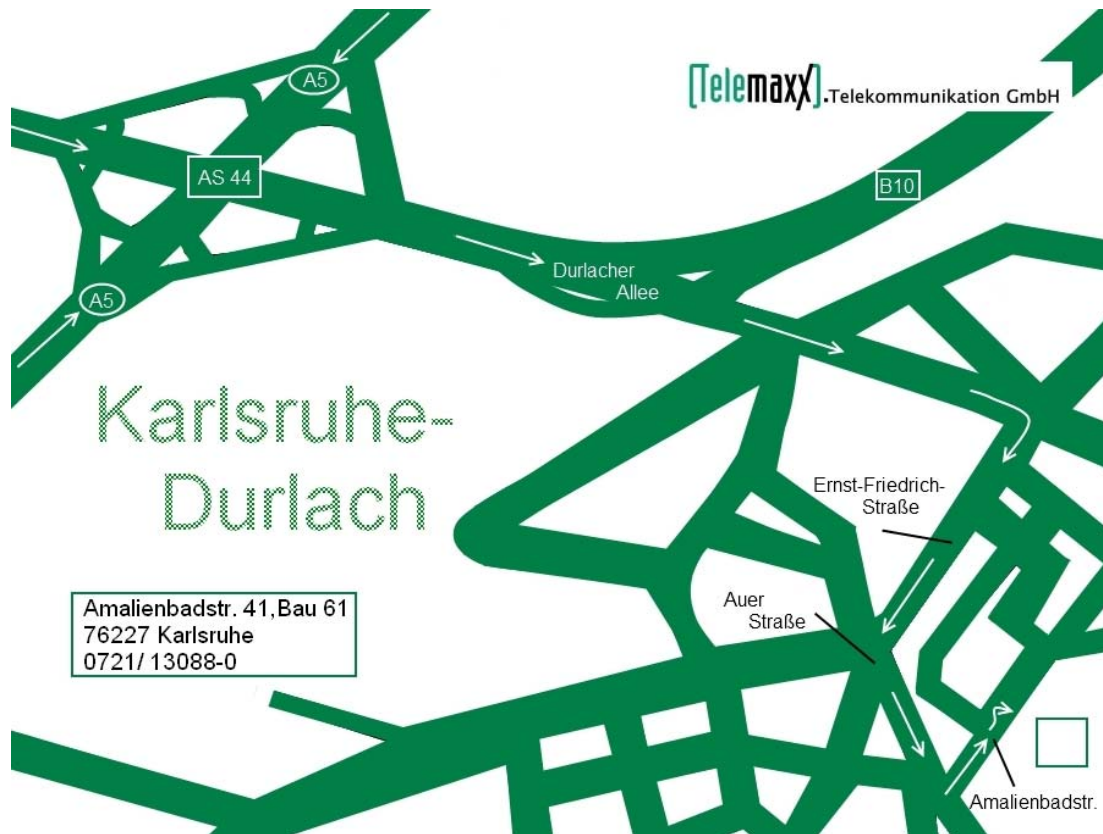 A5
[Telemaxx].Telekommunikation GmbH
AS 44
B10
Durlacher
Allee
A5
Karlsruhe-
Durlach
Ernst-Friedrich-
Straße
Amalienbadstr. 41,Bau 61
76227 Karlsruhe
0721/ 13088-0
Auer
Straße
Amalienbadstr.